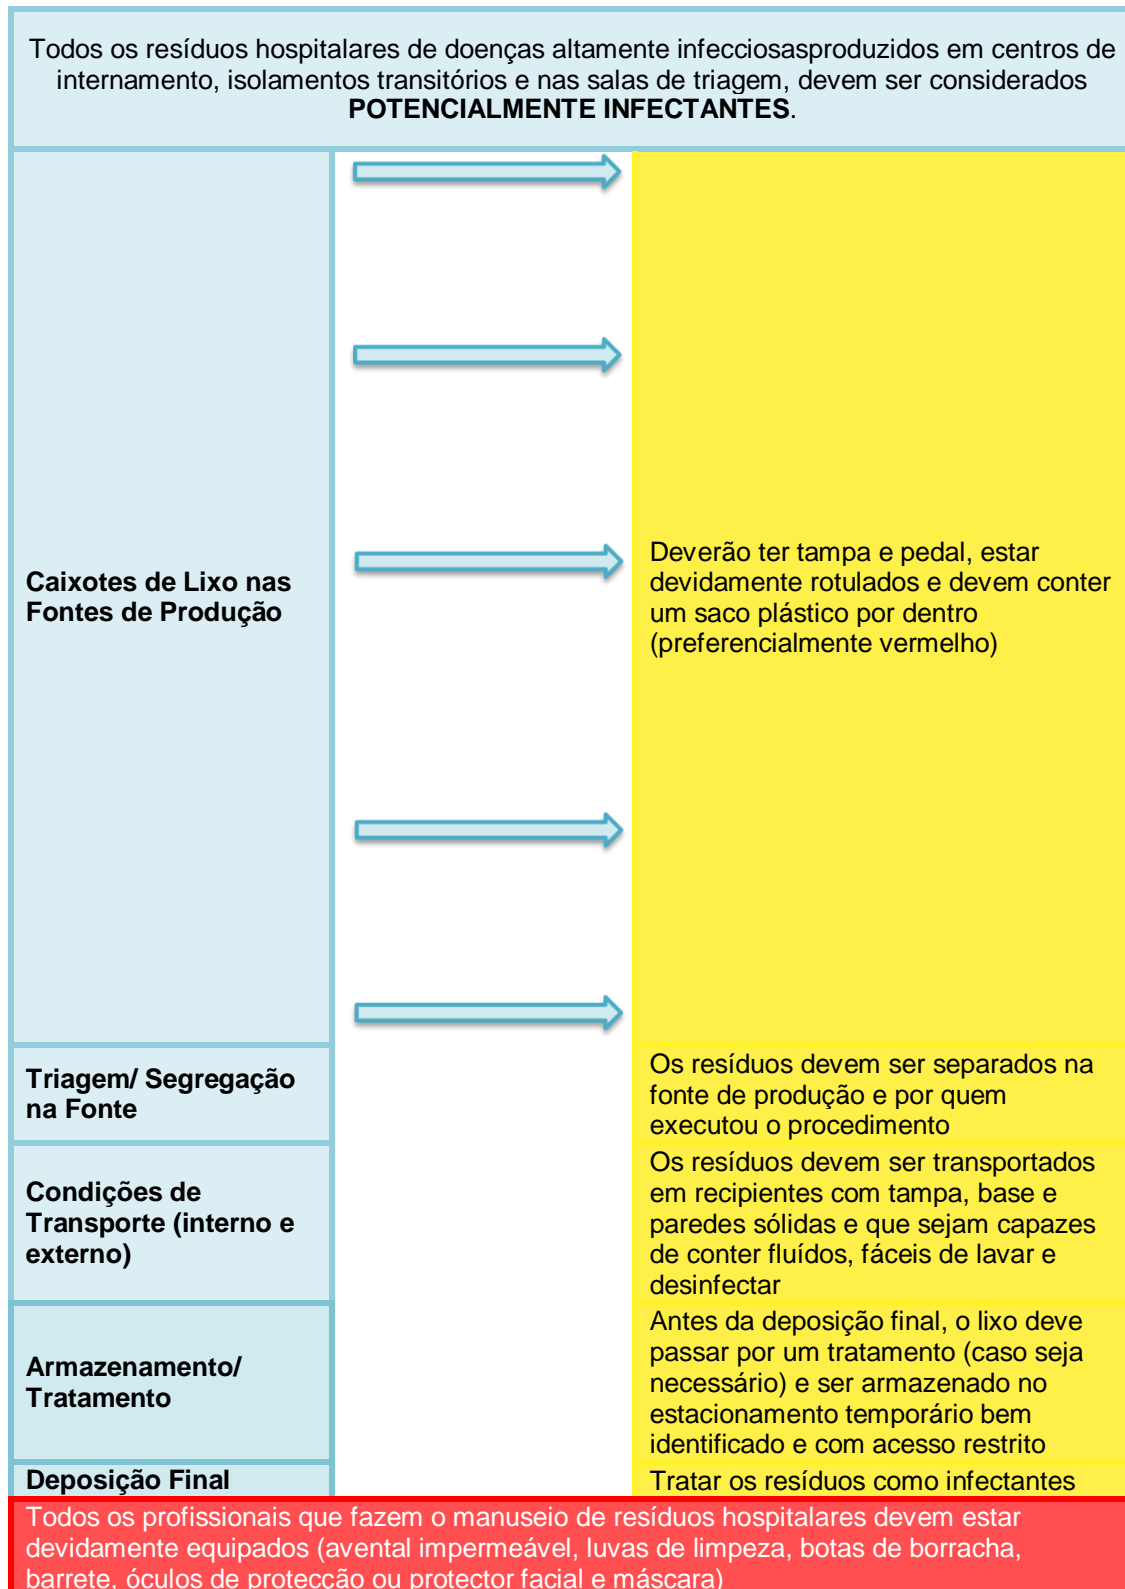 Todos os resíduos hospitalares de doenças altamente infecciosasproduzidos em centros de
internamento, isolamentos transitórios e nas salas de triagem, devem ser considerados
POTENCIALMENTE INFECTANTES.
Caixotes de Lixo nas
Fontes de Produção
Deverão ter tampa e pedal, estar
devidamente rotulados e devem conter
um saco plástico por dentro
(preferencialmente vermelho)
Triagem/ Segregação
na Fonte
Os resíduos devem ser separados na
fonte de produção e por quem
executou o procedimento
Condições de
Transporte (interno e
externo)
Os resíduos devem ser transportados
em recipientes com tampa, base e
paredes sólidas e que sejam capazes
de conter fluídos, fáceis de lavar e
desinfectar
Armazenamento/
Tratamento
Antes da deposição final, o lixo deve
passar por um tratamento (caso seja
necessário) e ser armazenado no
estacionamento temporário bem
identificado e com acesso restrito
Deposição Final
Tratar os resíduos como infectantes
Todos os profissionais que fazem o manuseio de resíduos hospitalares devem estar
devidamente equipados (avental impermeável, luvas de limpeza, botas de borracha,
barrete, óculos de protecção ou protector facial e máscara)